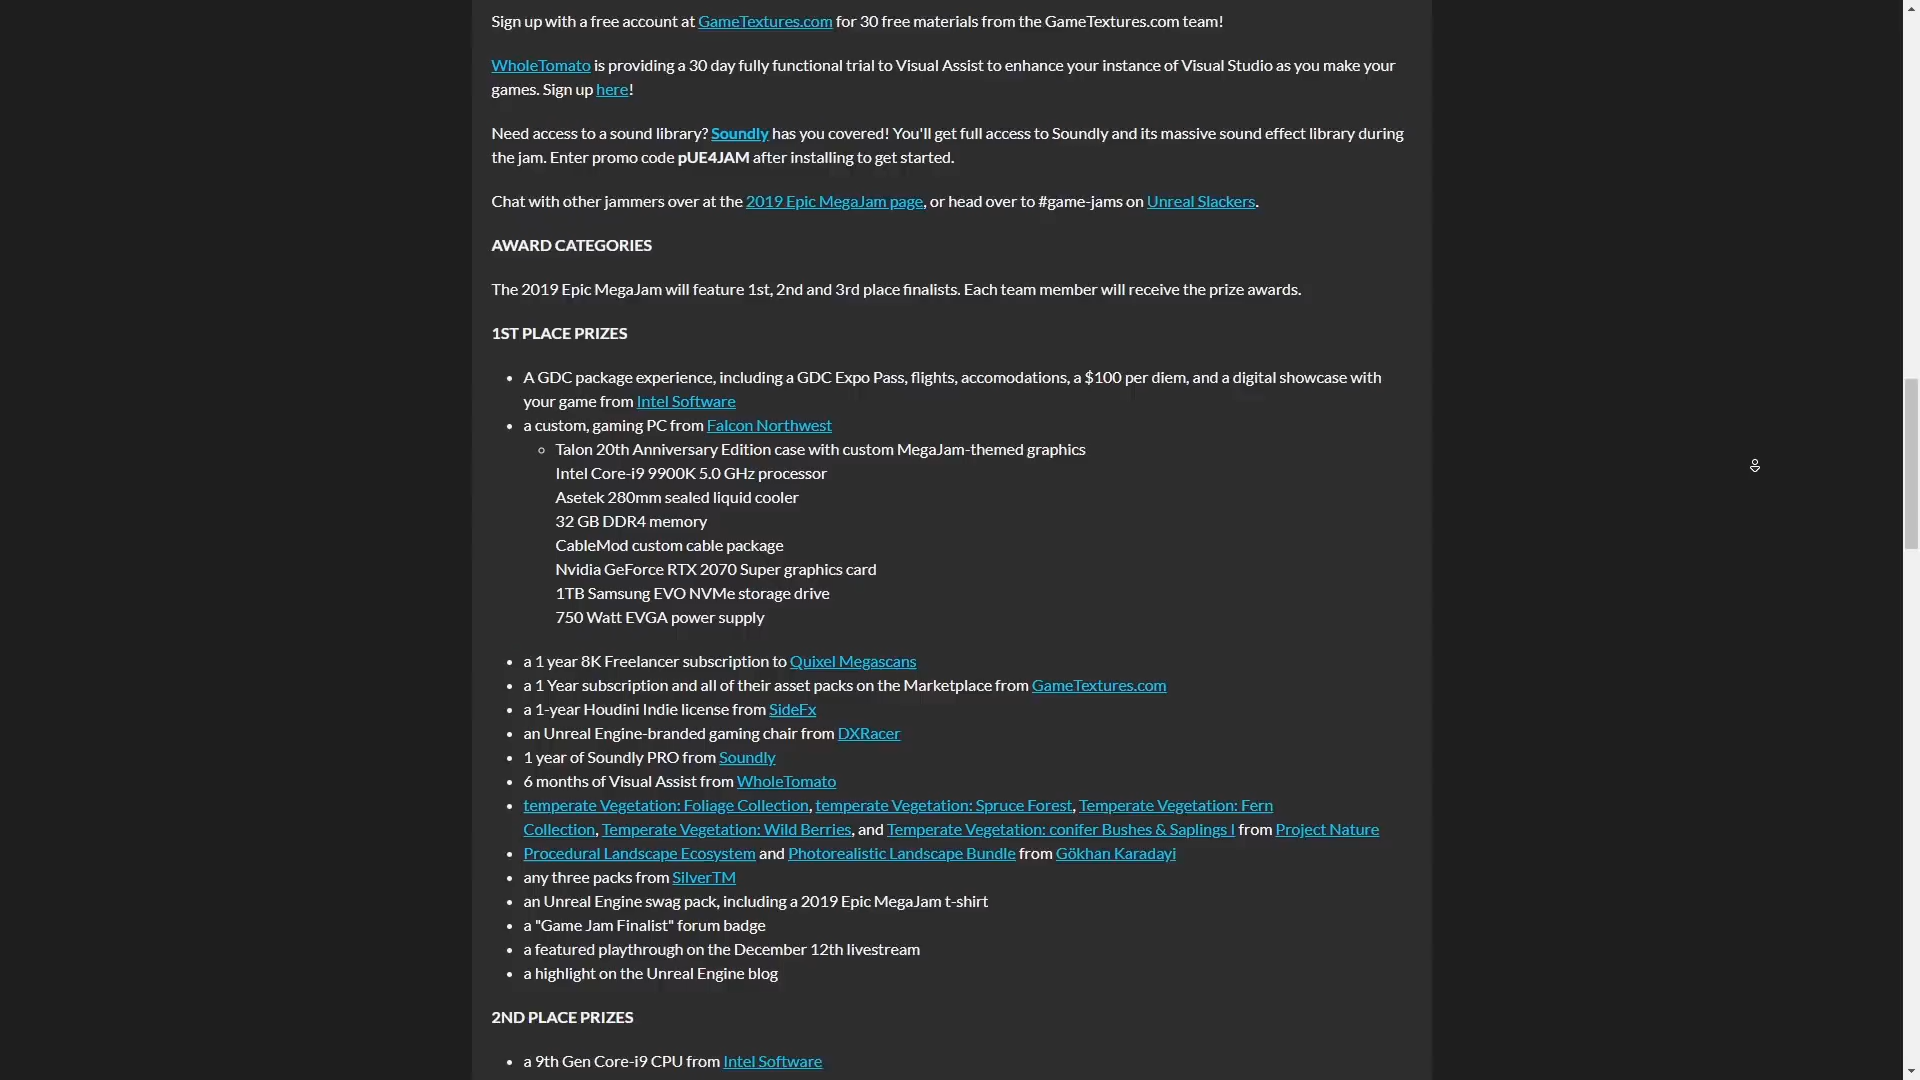 Sign up with a free account at GameTextures.com for 30 free materials from the GameTextures.com team!
WholeTomato is providing a 30 day fully functional trial to Visual Assist to enhance your instance of Visual Studio as you make your
games. Sign up here!
Need access to a sound library? Soundly has you covered! You'll get full access to Soundly and its massive sound effect library during
the jam. Enter promo code pUE4JAM after installing to get started.
Chat with other jammers over at the 2019 Epic MegaJam page, or head over to #game-jams on Unreal Slackers.
AWARD CATEGORIES
The 2019 Epic MegaJam will feature 1st, 2nd and 3rd place finalists. Each team member will receive the prize awards.
1ST PLACE PRIZES
A GDC package experience, including a GDC Expo Pass, flights, accomodations, a $100 per diem, and a digital showcase with
your game from Intel Software
a custom, gaming PC from Falcon Northwest
Talon 20th Anniversary Edition case with custom MegaJam-themed graphics
Intel Core-i9 9900K 5.0 GHz processor
Asetek 280mm sealed liquid cooler
32 GB DDR4 memory
CableMod custom cable package
Nvidia GeForce RTX 2070 Super graphics card
1TB Samsung EVO NVMe storage drive
750 Watt EVGA power supply
a 1 year 8K Freelancer subscription to Quixel Megascans
a 1 Year subscription and all of their asset packs on the Marketplace from GameTextures.com
a 1-year Houdini Indie license from SideFx
an Unreal Engine-branded gaming chair from DXRacer
1 year of Soundly PRO from Soundly
6 months of Visual Assist from WholeTomato
temperate Vegetation: Foliage Collection, temperate Vegetation: Spruce Forest, Temperate Vegetation: Fern
Collection, Temperate Vegetation: Wild Berries, and Temperate Vegetation: conifer Bushes & Saplings I from Project Nature
Procedural Landscape Ecosystem and Photorealistic Landscape Bundle from Gökhan Karadayi
any three packs from SilverTM
an Unreal Engine swag pack, including a 2019 Epic MegaJam t-shirt
a "Game Jam Finalist" forum badge
a featured playthrough on the December 12th livestream
a highlight on the Unreal Engine blog
2ND PLACE PRIZES
a 9th Gen Core-i9 CPU from Intel Software